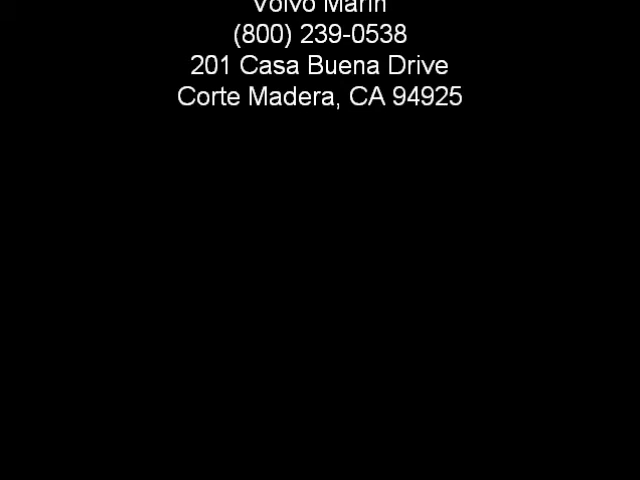 Volvo Marin
(800) 239-0538
201 Casa Buena Drive
Corte Madera, CA 94925